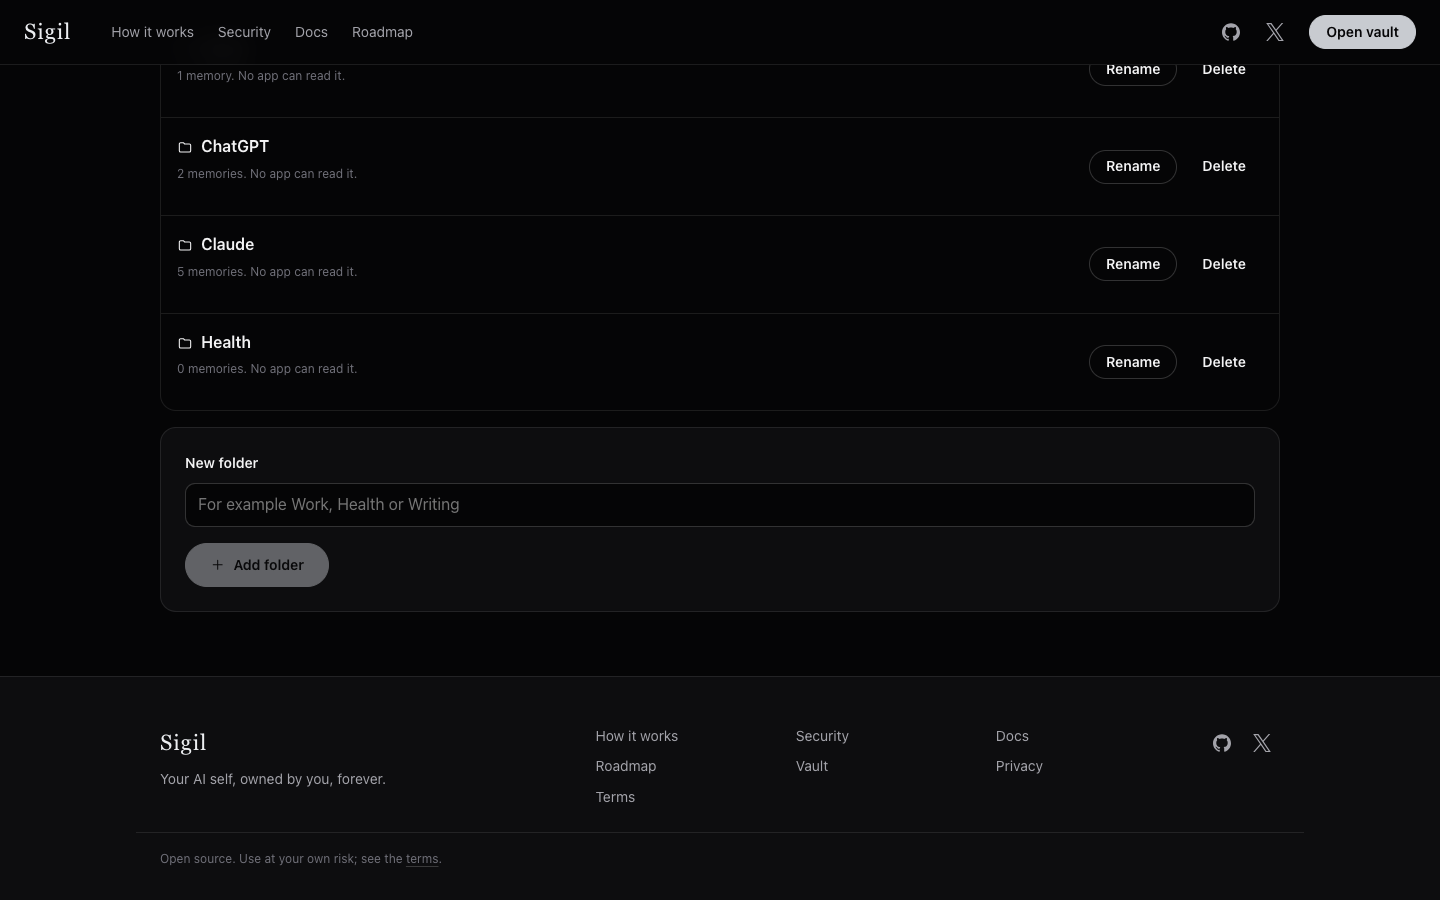 Sigil How it works Security Docs Roadmap Open vault
1 memory. No app can read it. Rename Delete
ChatGPT
2 memories. No app can read it. Rename Delete
Claude
5 memories. No app can read it. Rename Delete
Health
0 memories. No app can read it. Rename Delete
New folder
For example Work, Health or Writing
+ Add folder
Sigil
Your AI self, owned by you, forever.
How it works Security Docs
Roadmap Vault Privacy
Terms
Open source. Use at your own risk; see the terms.